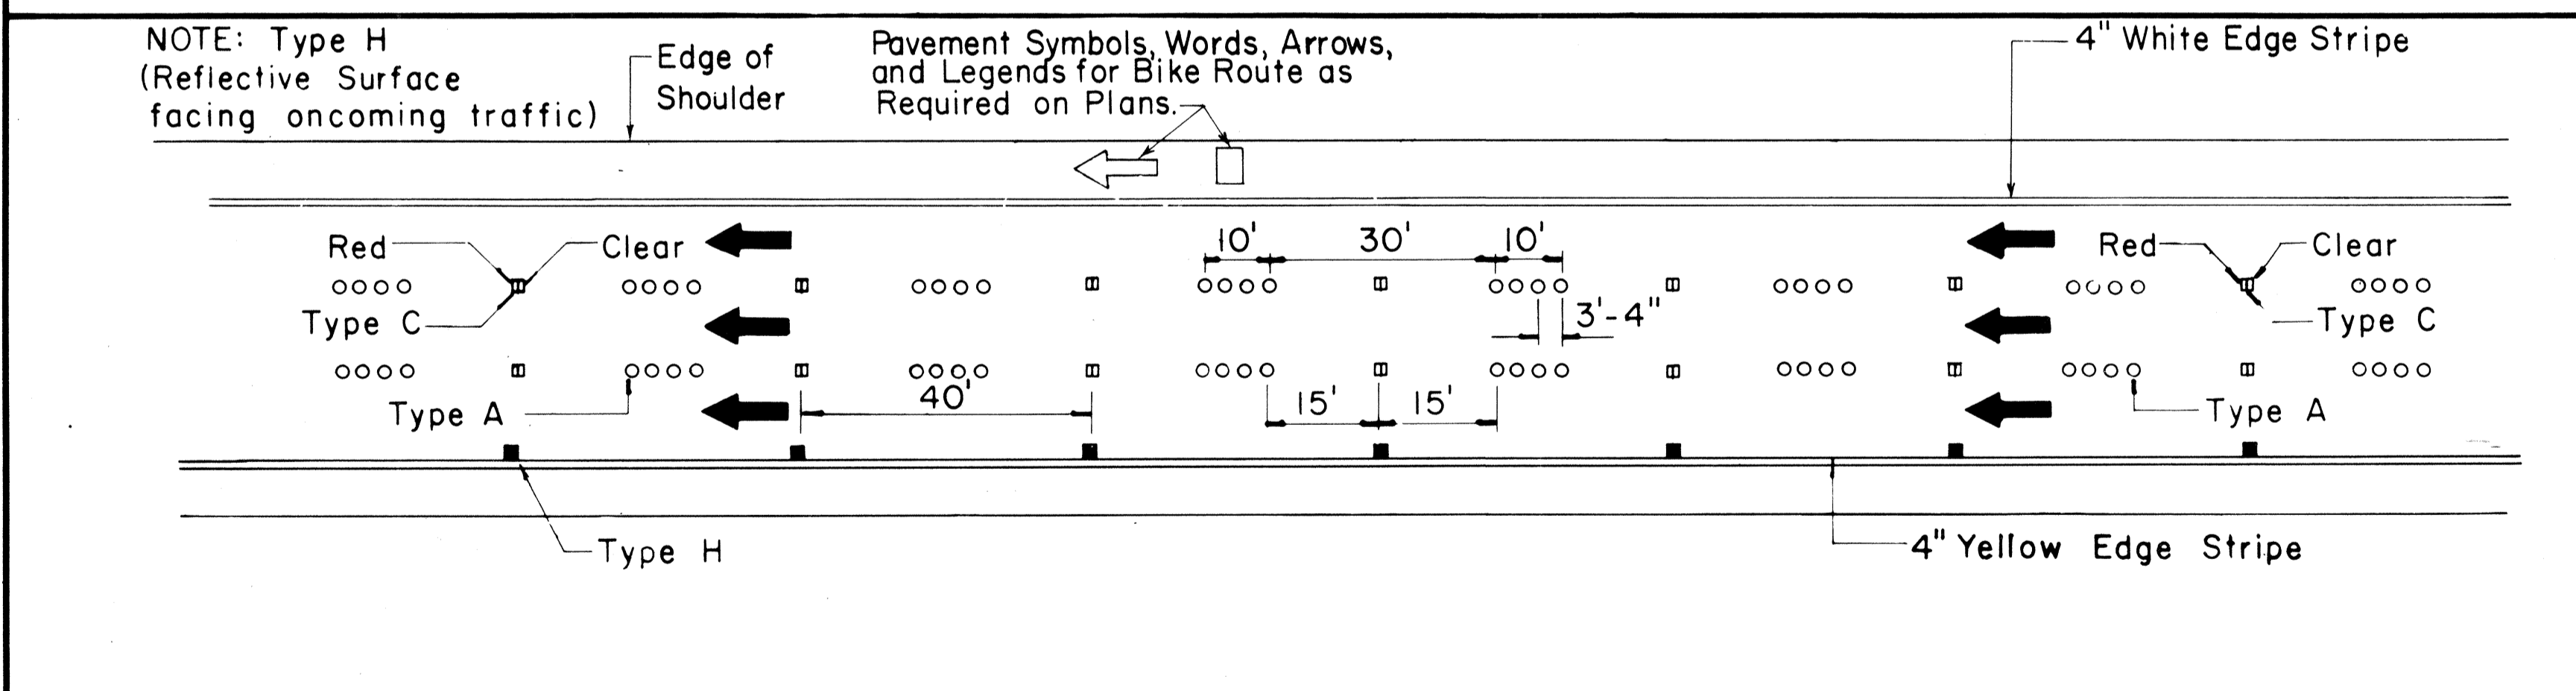 NOTE: Type H
(Reflective Surface
facing oncoming traffic)
Edge of
Shoulder
Pavement Symbols, Words, Arrows,
and Legends for Bike Route as
Required on Plans.
4" White Edge Stripe
Red
Clear
10'
30'
10'
Red
Clear
Type C
3'-4"
Type C
Type A
40'
15'
15'
Type A
Type H
4" Yellow Edge Stripe